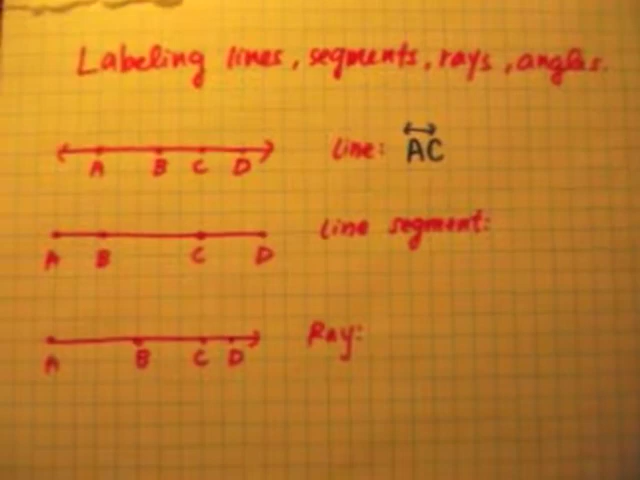 Labeling lines, segments, rays, angles.
A B C D
Line: AC
A B C D
Line segment:
A B C D
Ray: